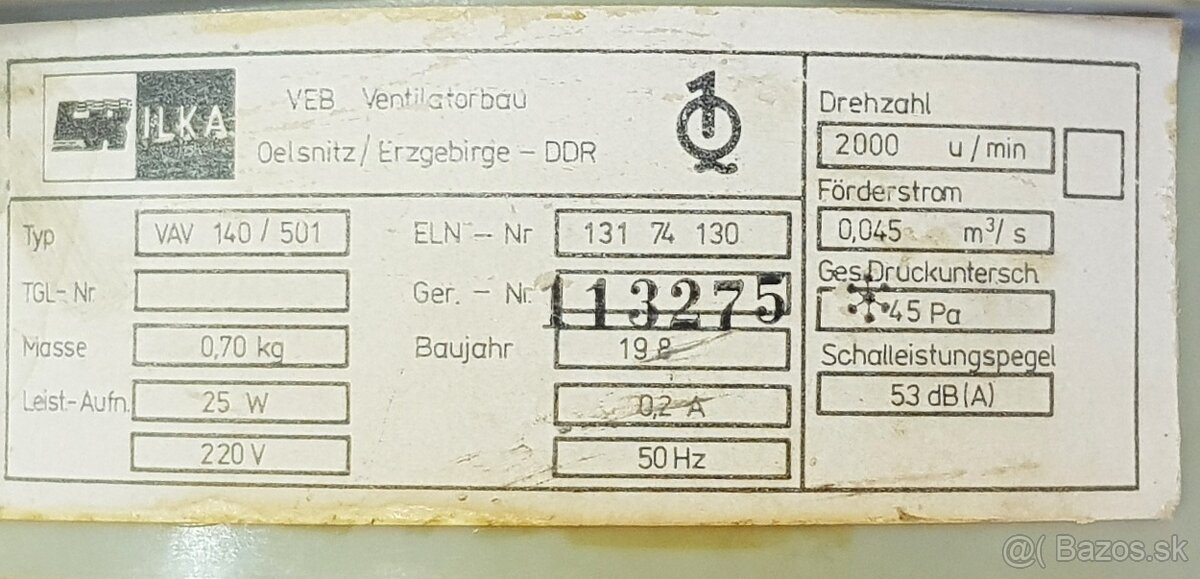 ILKA
VEB Ventilatorbau
Oelsnitz/Erzgebirge - DDR
1Q
Typ VAV 140 / 501
ELN - Nr 131 74 130
TGL-Nr
Ger. - Nr. 113275
Masse 0,70 kg
Baujahr 198
Leist.-Aufn. 25 W
0,2 A
220 V
50 Hz
Drehzahl
2000 u/min
Förderstrom
0,045 m³/s
Ges.Druckuntersch
45 Pa
Schalleistungspegel
53 dB(A)
@( Bazos.sk